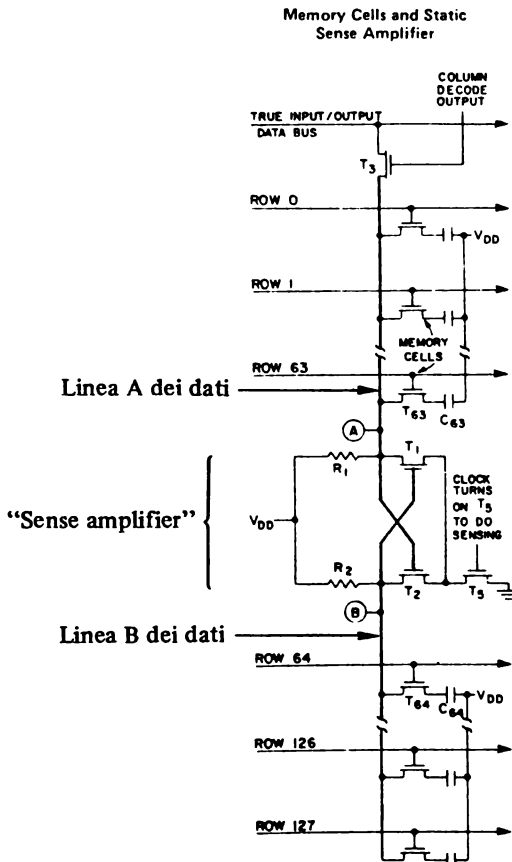 Memory Cells and Static
Sense Amplifier
COLUMN
DECODE
OUTPUT
TRUE INPUT/OUTPUT
DATA BUS
T3
ROW 0
VDD
ROW 1
MEMORY
CELLS
ROW 63
Linea A dei dati
T63
C63
A
T1
R1
CLOCK
TURNS
ON T5
TO DO
SENSING
“Sense amplifier”
VDD
R2
T2
T5
B
Linea B dei dati
ROW 64
T64
C64
VDD
ROW 126
ROW 127